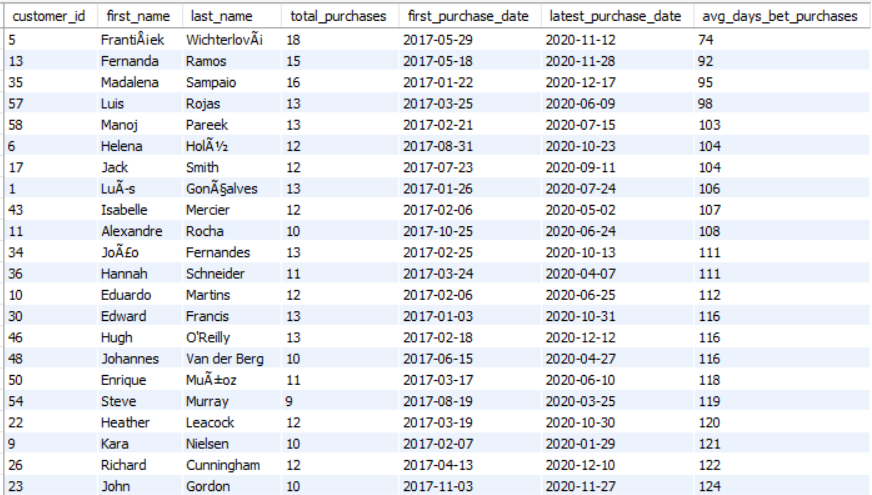 customer_id first_name last_name total_purchases first_purchase_date latest_purchase_date avg_days_bet_purchases
5 FrantiÅiek WichterlovÃi 18 2017-05-29 2020-11-12 74
13 Fernanda Ramos 15 2017-05-18 2020-11-28 92
35 Madalena Sampaio 16 2017-01-22 2020-12-17 95
57 Luis Rojas 13 2017-03-25 2020-06-09 98
58 Manoj Pareek 13 2017-02-21 2020-07-15 103
6 Helena HolÃ½ 12 2017-08-31 2020-10-23 104
17 Jack Smith 12 2017-07-23 2020-09-11 104
1 LuÃ-s GonÃ§alves 13 2017-01-26 2020-07-24 106
43 Isabelle Mercier 12 2017-02-06 2020-05-02 107
11 Alexandre Rocha 10 2017-10-25 2020-06-24 108
34 JoÃ£o Fernandes 13 2017-02-25 2020-10-13 111
36 Hannah Schneider 11 2017-03-24 2020-04-07 111
10 Eduardo Martins 12 2017-02-06 2020-06-25 112
30 Edward Francis 13 2017-01-03 2020-10-31 116
46 Hugh O'Reilly 13 2017-02-18 2020-12-12 116
48 Johannes Van der Berg 10 2017-06-15 2020-04-27 116
50 Enrique MuÃ±oz 11 2017-03-17 2020-06-10 118
54 Steve Murray 9 2017-08-19 2020-03-25 119
22 Heather Leacock 12 2017-03-19 2020-10-30 120
9 Kara Nielsen 10 2017-02-07 2020-01-29 121
26 Richard Cunningham 12 2017-04-13 2020-12-10 122
23 John Gordon 10 2017-11-03 2020-11-27 124